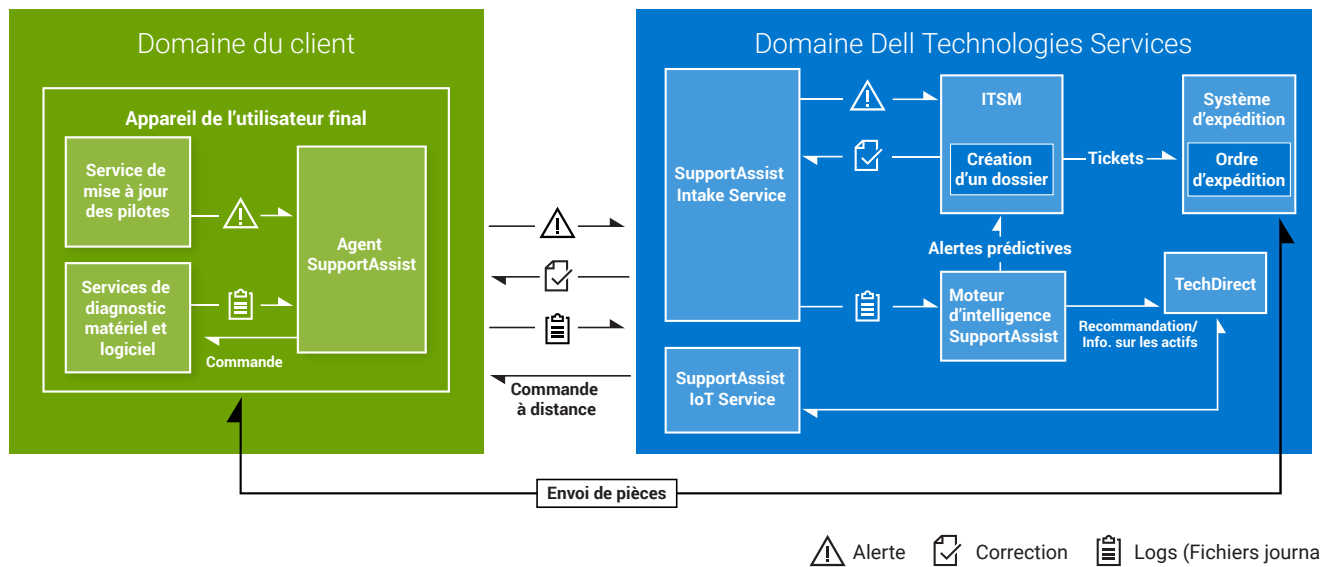 Domaine du client
Appareil de l'utilisateur final
Service de
mise à jour
des pilotes
Services de
diagnostic
matériel et
logiciel
Agent
SupportAssist
Commande
Commande
à distance
Domaine Dell Technologies Services
SupportAssist
Intake Service
ITSM
Création
d'un dossier
Tickets
Système
d'expédition
Ordre
d'expédition
Alertes prédictives
Moteur
d'intelligence
SupportAssist
TechDirect
Recommandation/
Info. sur les actifs
SupportAssist
IoT Service
Envoi de pièces
Alerte
Correction
Logs (Fichiers journa